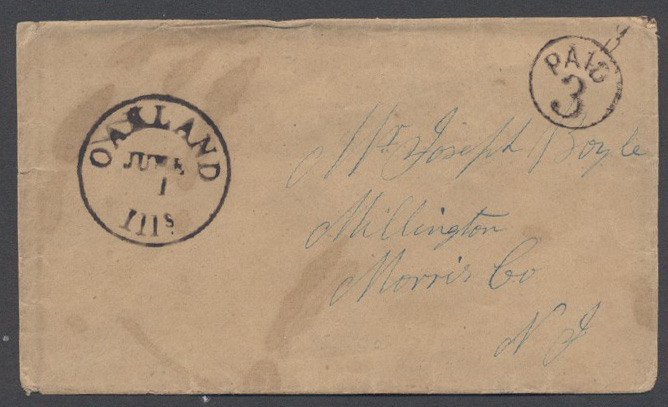 PAID
3
OAKLAND
JUNE
1
Ills
Mr. Joseph Boyle
Millington
Morris Co
N J